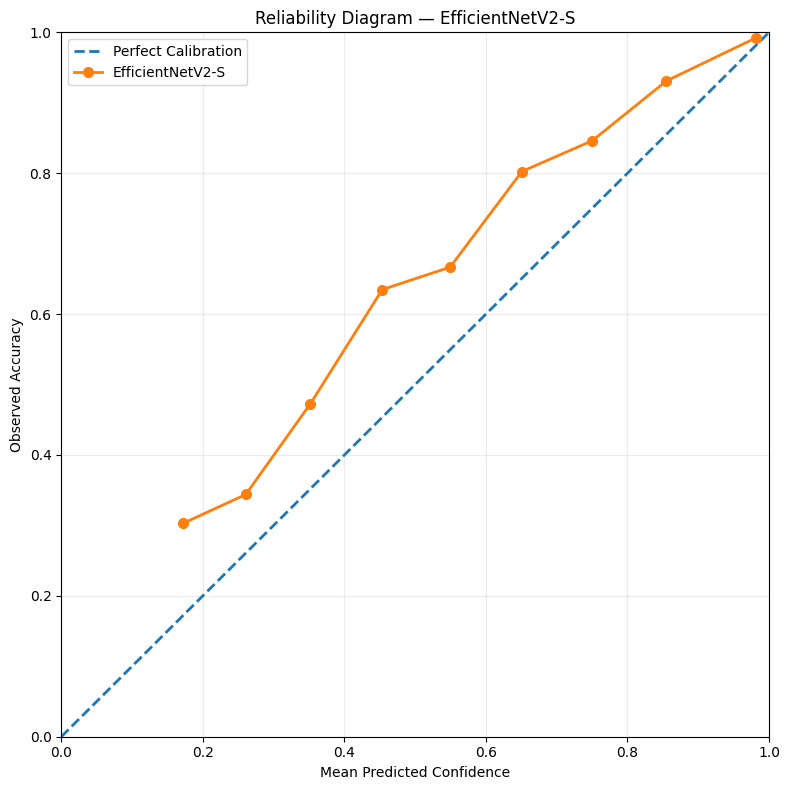 Reliability Diagram — EfficientNetV2-S
Perfect Calibration
EfficientNetV2-S
1.0
0.8
0.6
0.4
0.2
0.0
Observed Accuracy
0.0 0.2 0.4 0.6 0.8 1.0
Mean Predicted Confidence